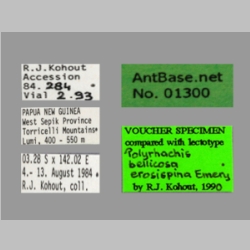 R.J.Kohout
Accession
84.284
Vial 2.93
PAPUA NEW GUINEA
West Sepik Province
Torricelli Mountains
Lumi, 400 - 550 m
03.28 S x 142.02 E
4.- 13. August 1984
R.J. Kohout, coll.
AntBase.net
No. 01300
VOUCHER SPECIMEN
compared with lectotype
Polyrhachis
bellicosa
erosispina Emery
by R.J. Kohout, 1990